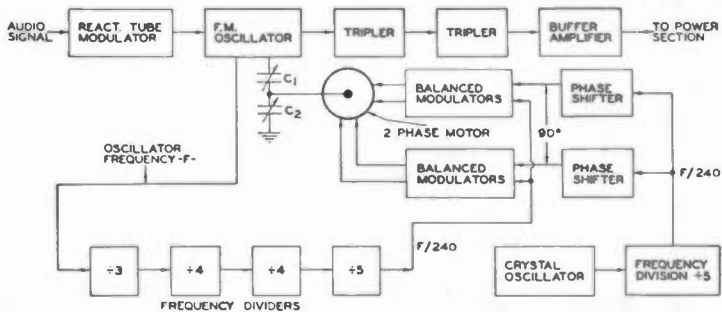 AUDIO
SIGNAL
REACT. TUBE
MODULATOR
F.M.
OSCILLATOR
TRIPLER
TRIPLER
BUFFER
AMPLIFIER
TO POWER
SECTION
C1
C2
BALANCED
MODULATORS
PHASE
SHIFTER
2 PHASE MOTOR
90°
OSCILLATOR
FREQUENCY -F-
BALANCED
MODULATORS
PHASE
SHIFTER
F/240
F/240
÷3
÷4
÷4
÷5
CRYSTAL
OSCILLATOR
FREQUENCY
DIVISION ÷5
FREQUENCY DIVIDERS